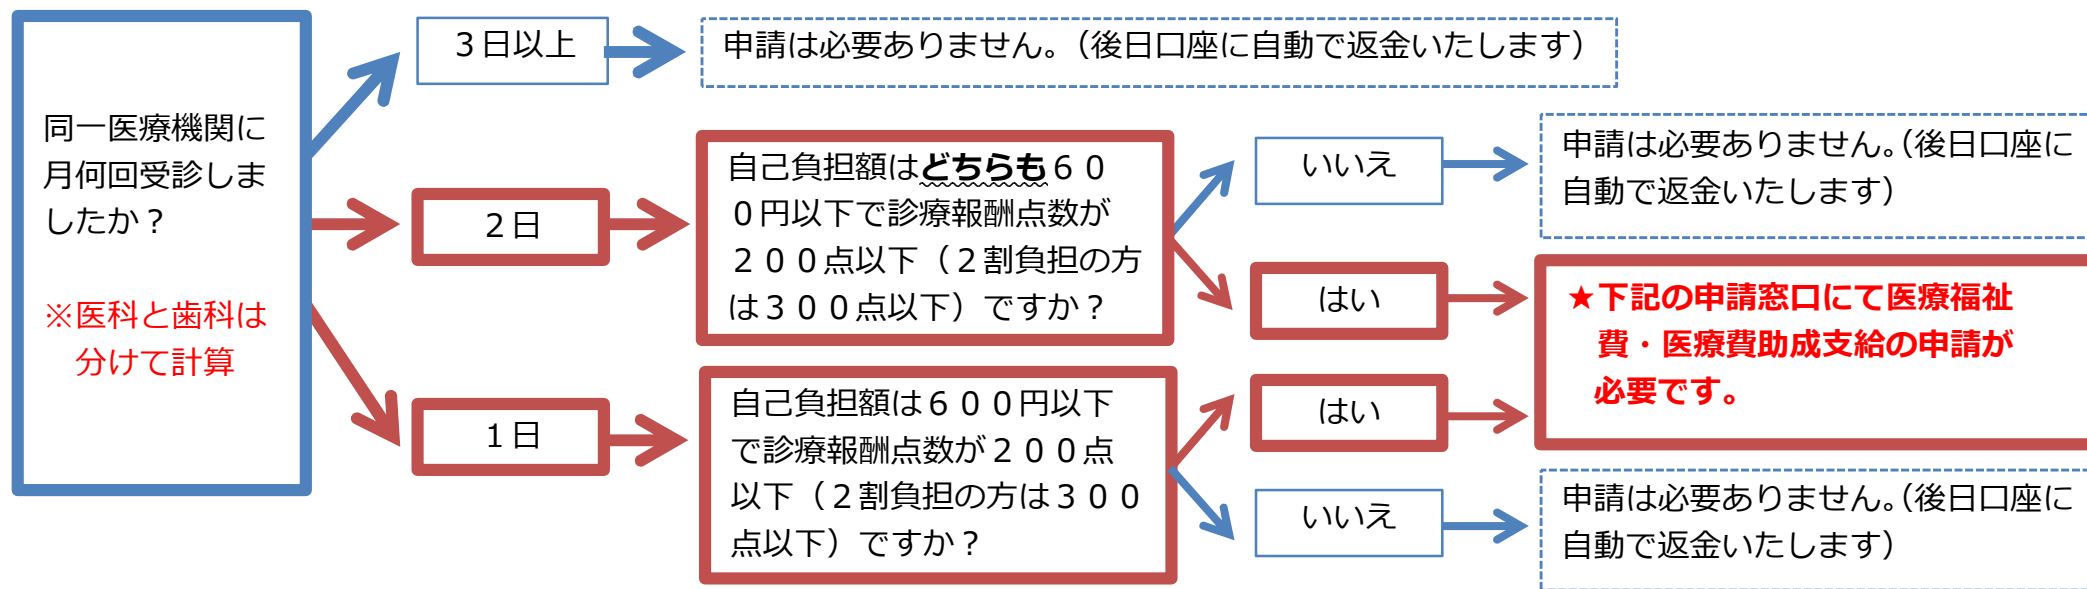 同一医療機関に
月何回受診しま
したか？
※医科と歯科は
分けて計算
３日以上
申請は必要ありません。（後日口座に自動で返金いたします）
２日
自己負担額はどちらも６０
０円以下で診療報酬点数が
２００点以下（２割負担の方
は３００点以下）ですか？
いいえ
申請は必要ありません。（後日口座に
自動で返金いたします）
はい
★下記の申請窓口にて医療福祉
費・医療費助成支給の申請が
必要です。
１日
自己負担額は６００円以下
で診療報酬点数が２００点
以下（２割負担の方は３００
点以下）ですか？
はい
いいえ
申請は必要ありません。（後日口座に
自動で返金いたします）